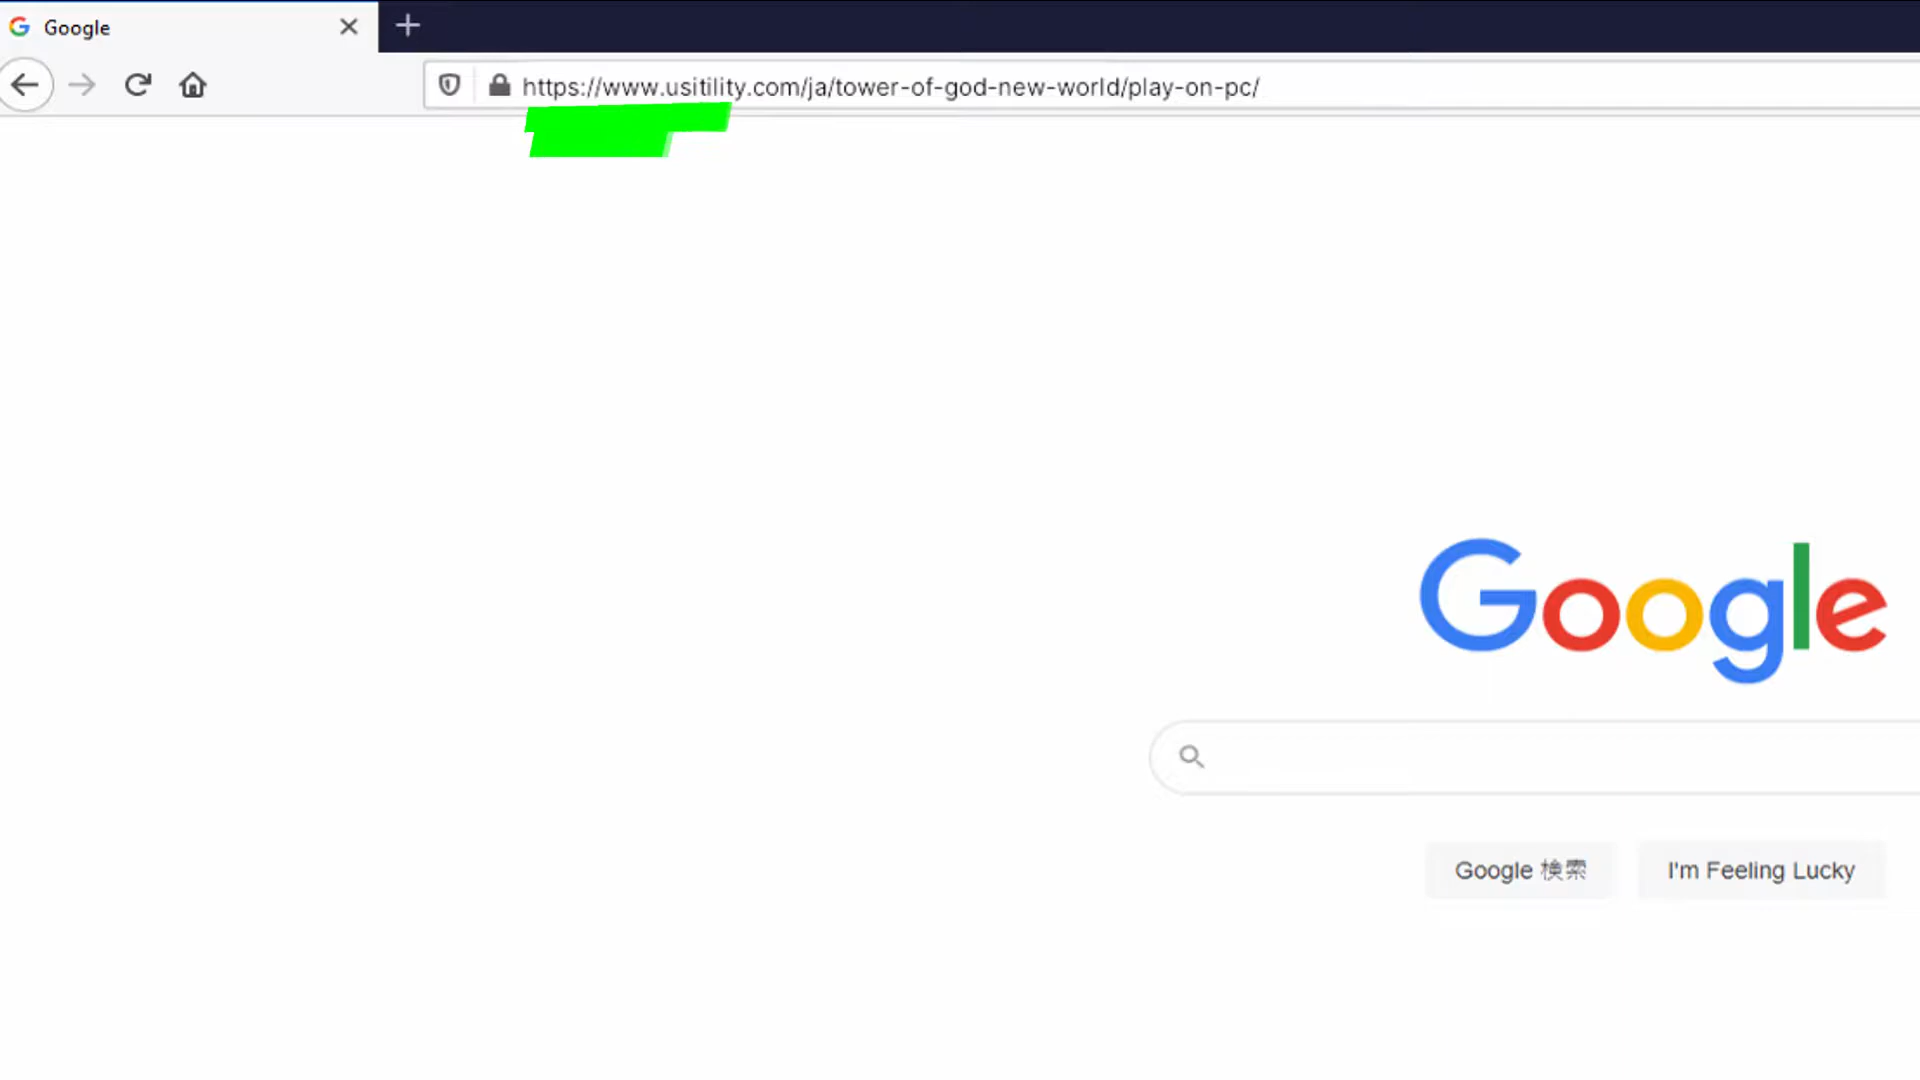 Google
https://www.usitility.com/ja/tower-of-god-new-world/play-on-pc/
Google
Google 検索
I'm Feeling Lucky